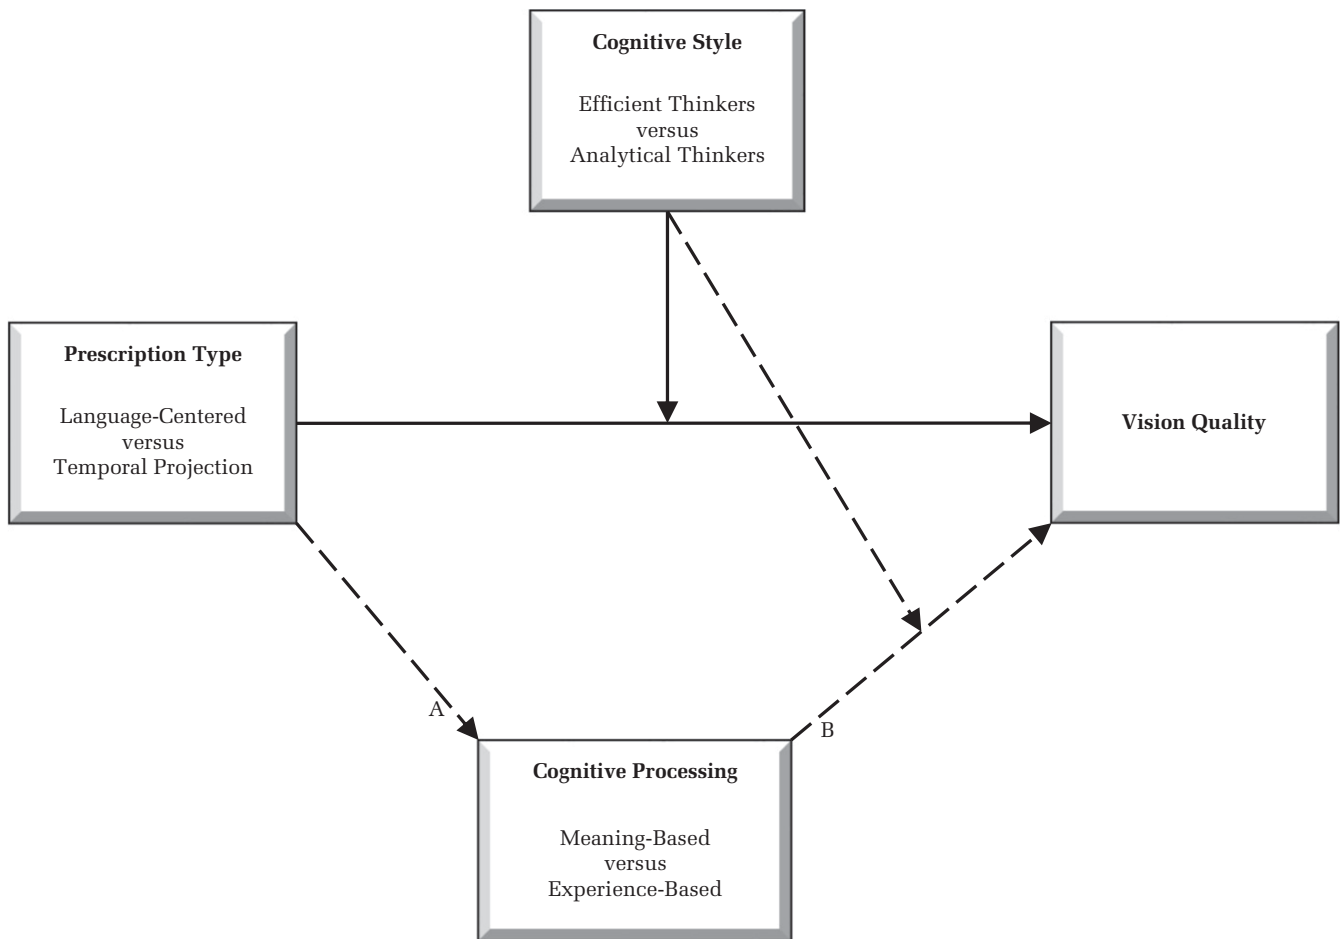 Cognitive Style
Efficient Thinkers
versus
Analytical Thinkers
Prescription Type
Language-Centered
versus
Temporal Projection
Vision Quality
A
B
Cognitive Processing
Meaning-Based
versus
Experience-Based